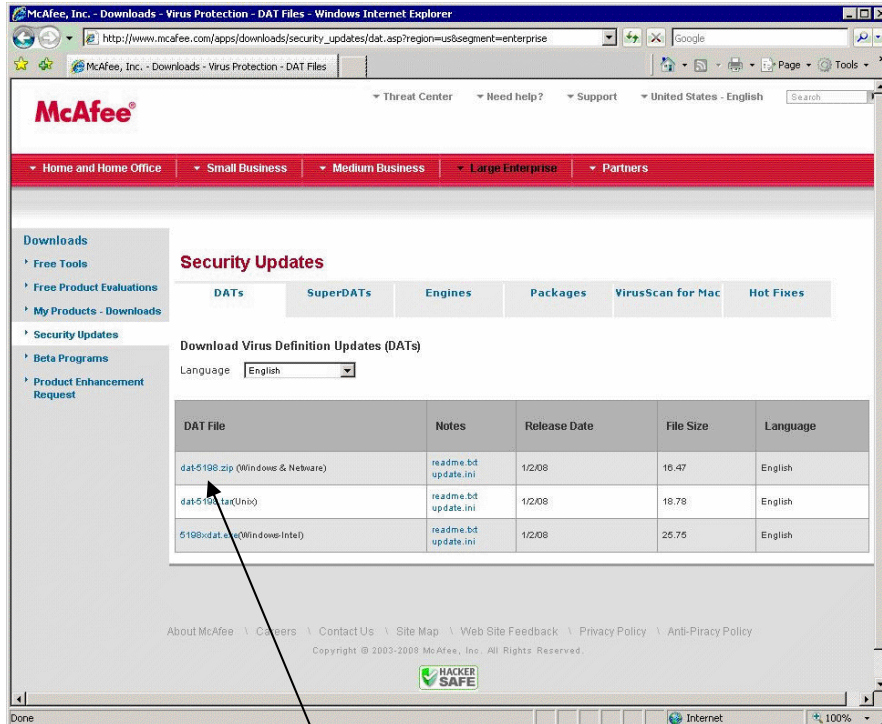 McAfee, Inc. - Downloads - Virus Protection - DAT Files - Windows Internet Explorer
http://www.mcafee.com/apps/downloads/security_updates/dat.asp?region=us&segment=enterprise
Google
McAfee, Inc. - Downloads - Virus Protection - DAT Files
Page Tools
McAfee®
Threat Center Need help? Support United States - English Search
Home and Home Office Small Business Medium Business Large Enterprise Partners
Downloads
Free Tools
Free Product Evaluations
My Products - Downloads
Security Updates
Beta Programs
Product Enhancement
Request
Security Updates
DATs SuperDATs Engines Packages VirusScan for Mac Hot Fixes
Download Virus Definition Updates (DATs)
Language English
DAT File Notes Release Date File Size Language
dat-5198.zip (Windows & Netware) readme.txt 1/2/08 16.47 English
update.ini
dat-5198.tar(Unix) readme.txt 1/2/08 18.78 English
update.ini
5198xdat.exe(Windows-Intel) readme.txt 1/2/08 25.75 English
update.ini
About McAfee \ Careers \ Contact Us \ Site Map \ Web Site Feedback \ Privacy Policy \ Anti-Piracy Policy
Copyright © 2003-2008 McAfee, Inc. All Rights Reserved.
HACKER
SAFE
Done Internet 100%